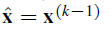 x̂ = x^(k−1)